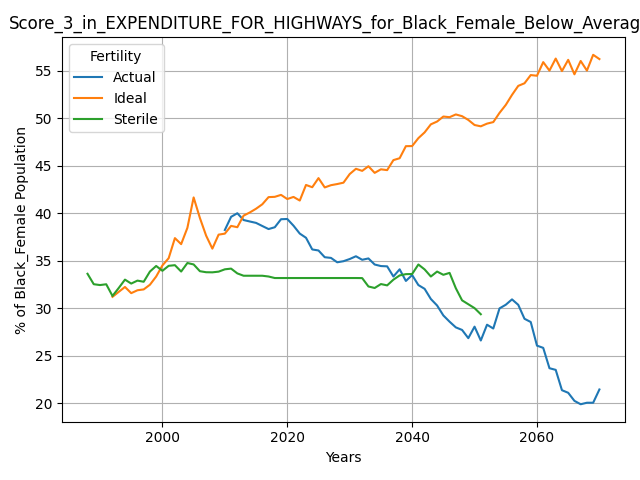 Score_3_in_EXPENDITURE_FOR_HIGHWAYS_for_Black_Female_Below_Averag
Fertility
Actual
Ideal
Sterile
% of Black_Female Population
55
50
45
40
35
30
25
20
2000
2020
2040
2060
Years